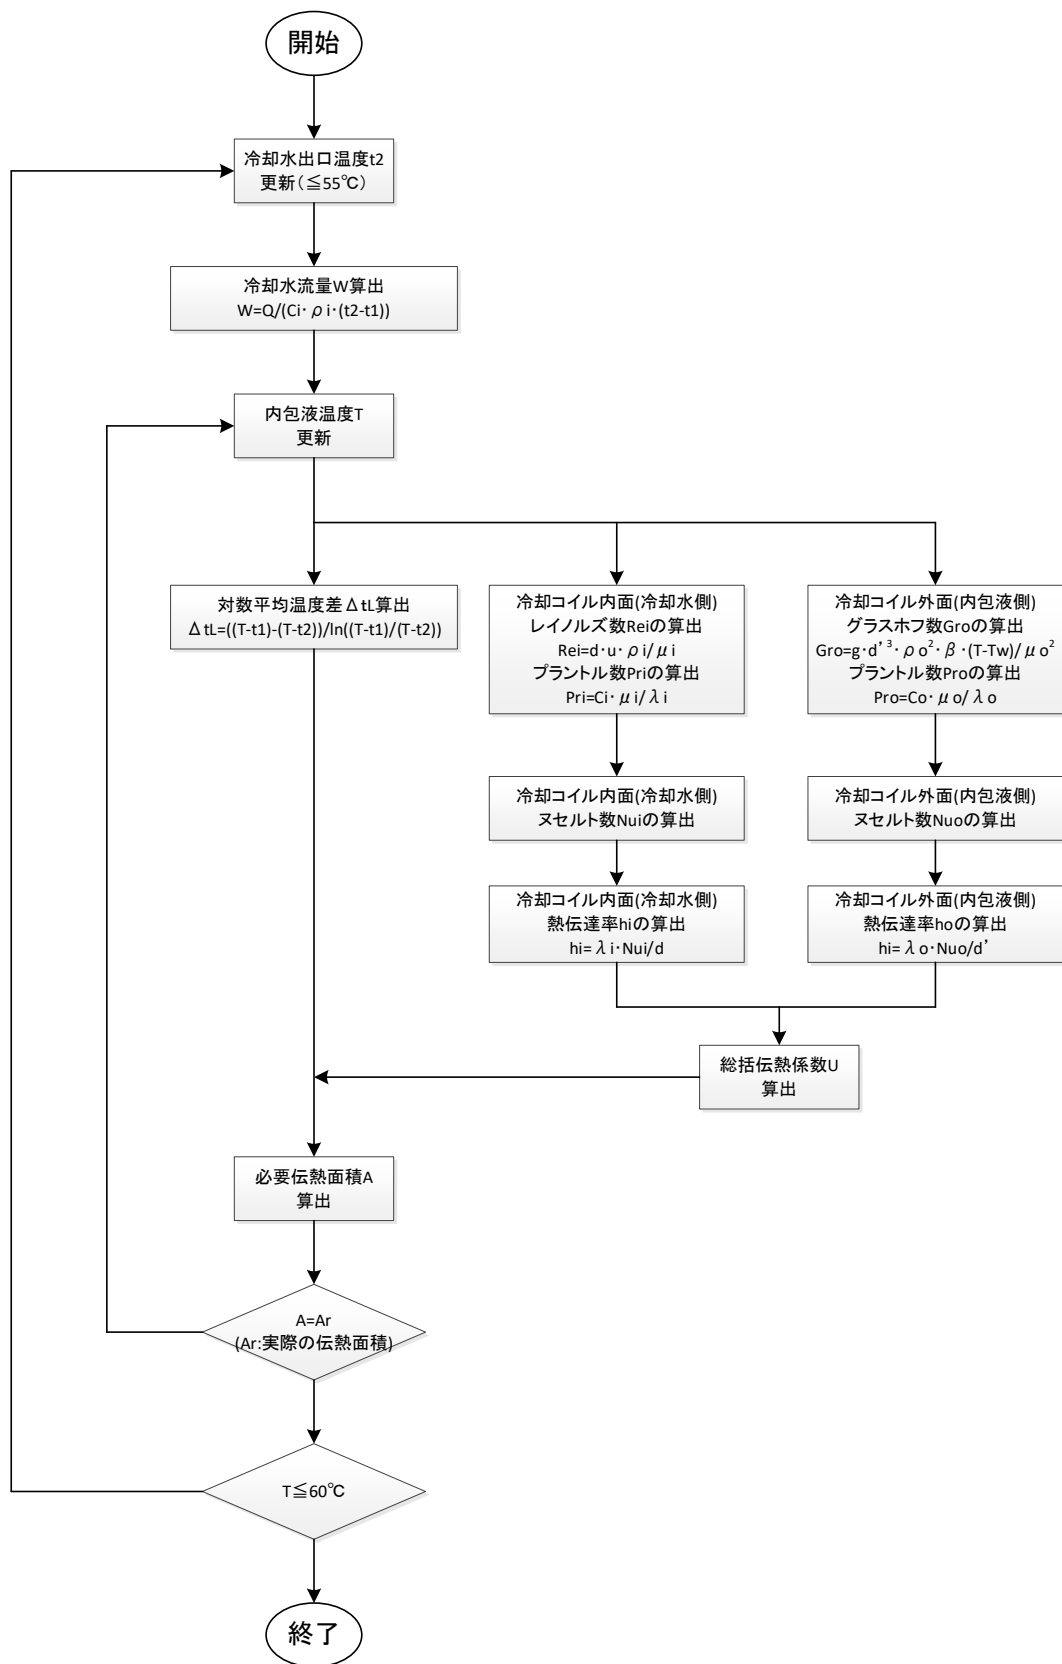 開始
冷却水出口温度t2
更新(≦55℃)
冷却水流量W算出
W=Q/(Ci・ρi・(t2-t1))
内包液温度T
更新
対数平均温度差ΔtL算出
ΔtL=((T-t1)-(T-t2))/ln((T-t1)/(T-t2))
冷却コイル内面(冷却水側)
レイノルズ数Reiの算出
Rei=d・u・ρi/μi
プラントル数Priの算出
Pri=Ci・μi/λi
冷却コイル外面(内包液側)
グラスホフ数Groの算出
Gro=g・d'³・ρo²・β・(T-Tw)/μo²
プラントル数Proの算出
Pro=Co・μo/λo
冷却コイル内面(冷却水側)
ヌセルト数Nuiの算出
冷却コイル外面(内包液側)
ヌセルト数Nuoの算出
冷却コイル内面(冷却水側)
熱伝達率hiの算出
hi=λi・Nui/d
冷却コイル外面(内包液側)
熱伝達率hoの算出
hi=λo・Nuo/d'
総括伝熱係数U
算出
必要伝熱面積A
算出
A=Ar
(Ar:実際の伝熱面積)
T≦60℃
終了